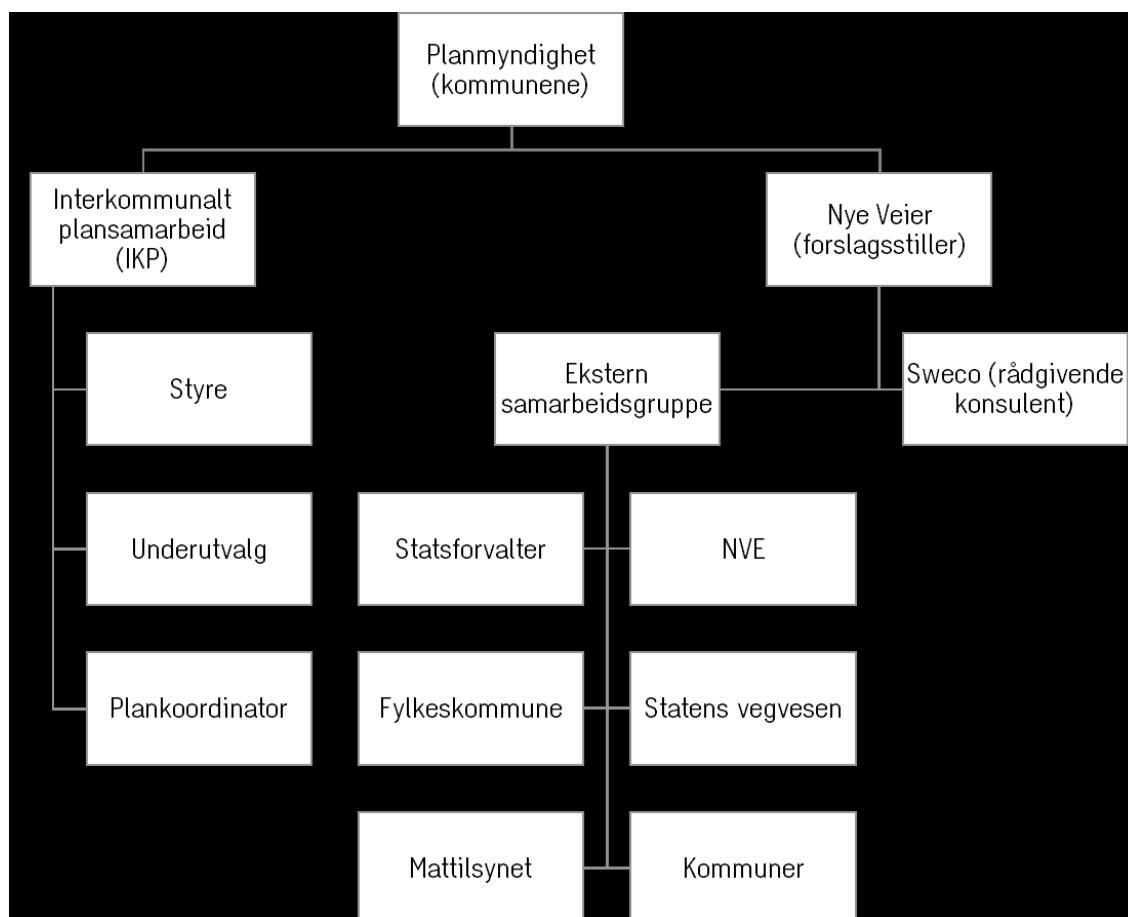 Planmyndighet
(kommunene)
Interkommunalt
plansamarbeid
(IKP)
Nye Veier
(forslagsstiller)
Styre
Ekstern
samarbeidsgruppe
Sweco (rådgivende
konsulent)
Underutvalg
Statsforvalter
NVE
Plankoordinator
Fylkeskommune
Statens vegvesen
Mattilsynet
Kommuner